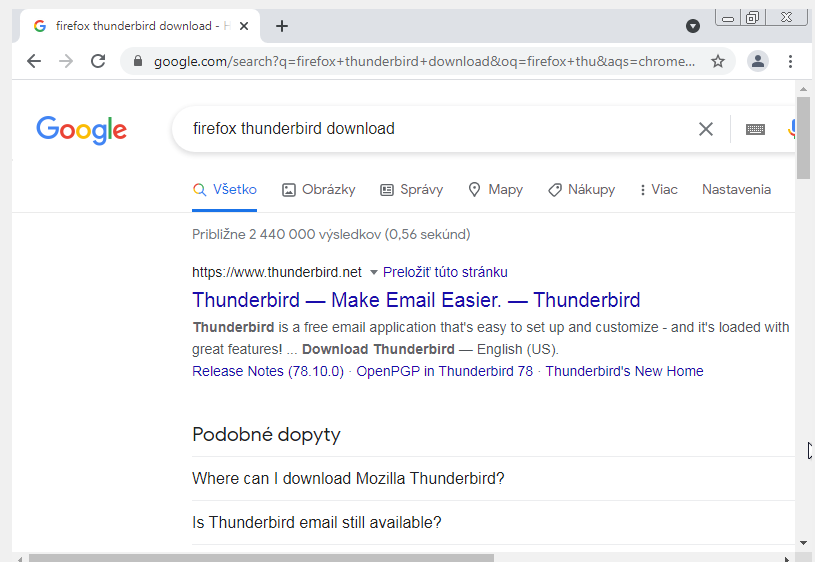 firefox thunderbird download - H
google.com/search?q=firefox+thunderbird+download&oq=firefox+thu&aqs=chrome...
Google
firefox thunderbird download
Všetko Obrázky Správy Mapy Nákupy Viac Nastavenia
Približne 2 440 000 výsledkov (0,56 sekúnd)
https://www.thunderbird.net Preložiť túto stránku
Thunderbird — Make Email Easier. — Thunderbird
Thunderbird is a free email application that's easy to set up and customize - and it's loaded with
great features! ... Download Thunderbird — English (US).
Release Notes (78.10.0) · OpenPGP in Thunderbird 78 · Thunderbird's New Home
Podobné dopyty
Where can I download Mozilla Thunderbird?
Is Thunderbird email still available?